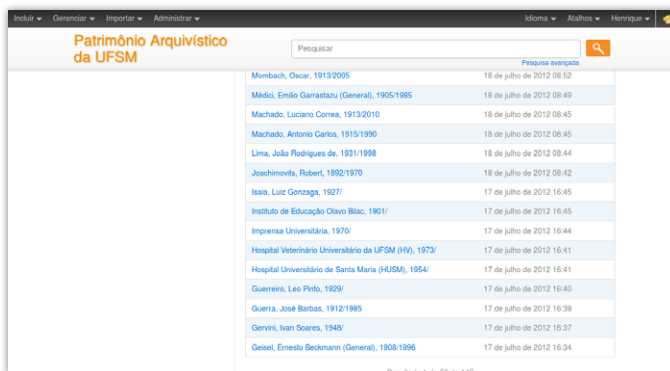 Incluir Gerenciar Importar Administrar Idioma Atalhos Henrique
Patrimônio Arquivístico
da UFSM
Pesquisar
Pesquisa avançada
Mombach, Oscar, 1913/2005 18 de julho de 2012 08:52
Médici, Emílio Garrastazu (General), 1905/1985 18 de julho de 2012 08:49
Machado, Luciano Correa, 1913/2010 18 de julho de 2012 08:45
Machado, Antonio Carlos, 1915/1990 18 de julho de 2012 08:45
Lima, João Rodrigues de, 1931/1998 18 de julho de 2012 08:44
Joachimovits, Robert, 1892/1970 18 de julho de 2012 08:42
Isaia, Luiz Gonzaga, 1927/ 17 de julho de 2012 16:45
Instituto de Educação Olavo Bilac, 1901/ 17 de julho de 2012 16:45
Imprensa Universitária, 1970/ 17 de julho de 2012 16:44
Hospital Veterinário Universitário da UFSM (HV), 1973/ 17 de julho de 2012 16:41
Hospital Universitário de Santa Maria (HUSM), 1954/ 17 de julho de 2012 16:41
Guerreiro, Leo Pinto, 1929/ 17 de julho de 2012 16:40
Guerra, José Barbas, 1912/1985 17 de julho de 2012 16:39
Gervini, Ivan Soares, 1948/ 17 de julho de 2012 16:37
Geisel, Ernesto Beckmann (General), 1908/1996 17 de julho de 2012 16:34